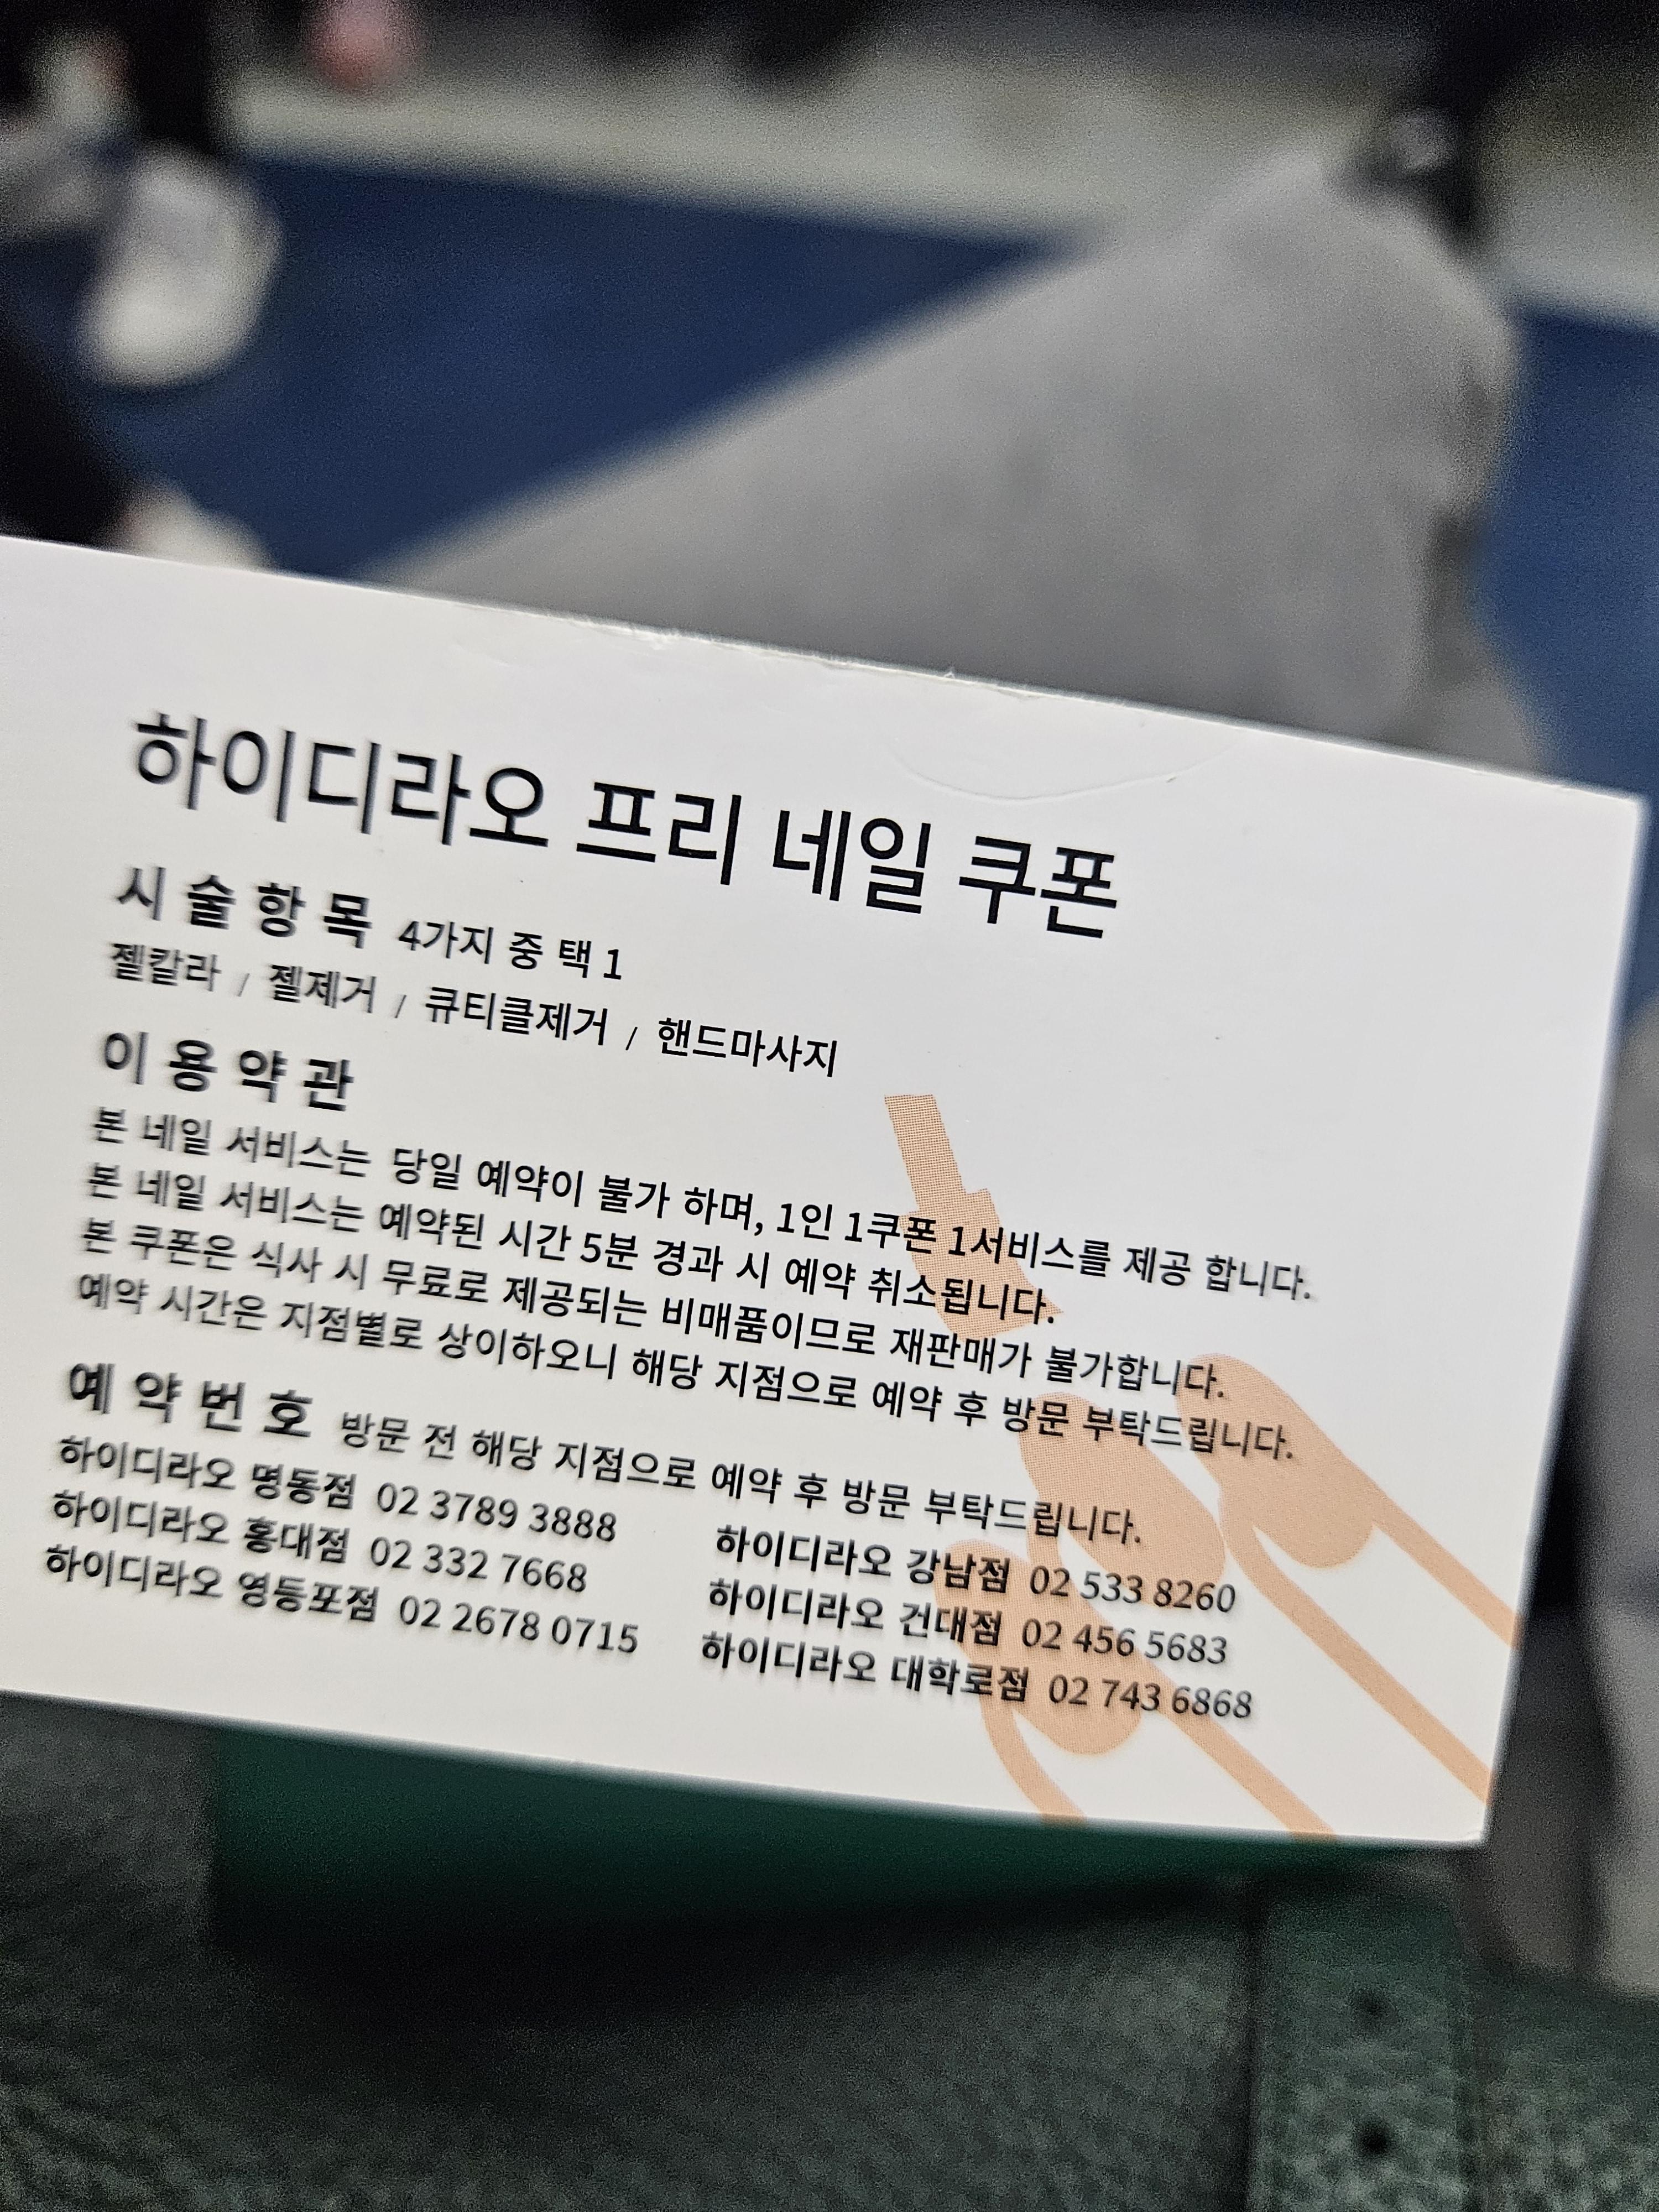 하이디라오 프리 네일 쿠폰
시술항목 4가지 중 택 1
젤칼라 / 젤제거 / 큐티클제거 / 핸드마사지
이용약관
본 네일 서비스는 당일 예약이 불가 하며, 1인 1쿠폰 1서비스를 제공 합니다.
본 네일 서비스는 예약된 시간 5분 경과 시 예약 취소됩니다.
본 쿠폰은 식사 시 무료로 제공되는 비매품이므로 재판매가 불가합니다.
예약 시간은 지점별로 상이하오니 해당 지점으로 예약 후 방문 부탁드립니다.
예약번호 방문 전 해당 지점으로 예약 후 방문 부탁드립니다.
하이디라오 명동점 02 3789 3888 하이디라오 강남점 02 533 8260
하이디라오 홍대점 02 332 7668 하이디라오 건대점 02 456 5683
하이디라오 영등포점 02 2678 0715 하이디라오 대학로점 02 743 6868